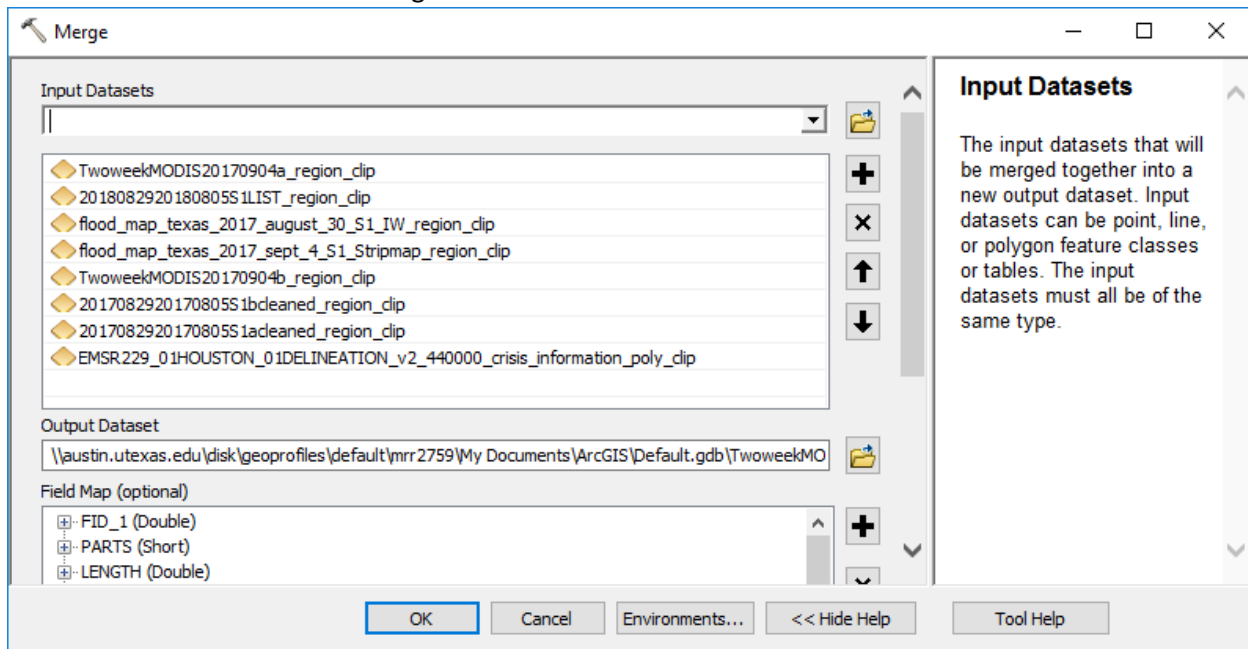 Merge
Input Datasets
TwoweekMODIS20170904a_region_clip
2018082920180805S1LIST_region_clip
flood_map_texas_2017_august_30_S1_IW_region_clip
flood_map_texas_2017_sept_4_S1_Stripmap_region_clip
TwoweekMODIS20170904b_region_clip
2017082920170805S1bcleaned_region_clip
2017082920170805S1acleaned_region_clip
EMSR229_01HOUSTON_01DELINEATION_v2_440000_crisis_information_poly_clip
Output Dataset
\\austin.utexas.edu\disk\geoprofiles\default\mrr2759\My Documents\ArcGIS\Default.gdb\TwoweekMO
Field Map (optional)
FID_1 (Double)
PARTS (Short)
LENGTH (Double)
OK
Cancel
Environments...
<< Hide Help
Tool Help
Input Datasets
The input datasets that will
be merged together into a
new output dataset. Input
datasets can be point, line,
or polygon feature classes
or tables. The input
datasets must all be of the
same type.